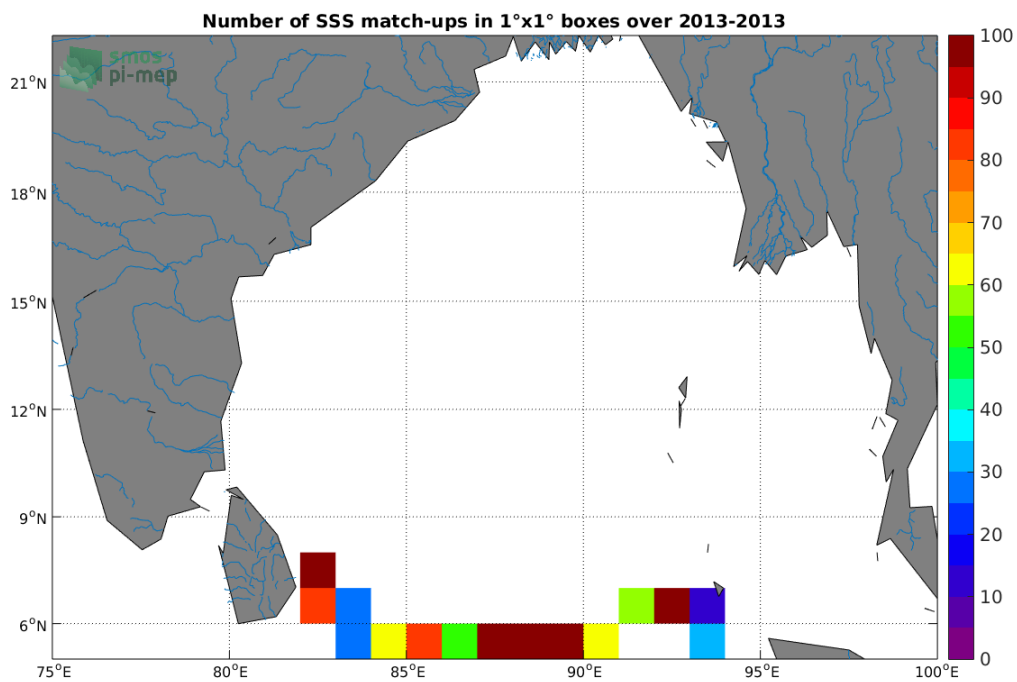 Number of SSS match-ups in 1°x1° boxes over 2013-2013
smos
pi-mep
21°N
18°N
15°N
12°N
9°N
6°N
75°E 80°E 85°E 90°E 95°E 100°E
100
90
80
70
60
50
40
30
20
10
0